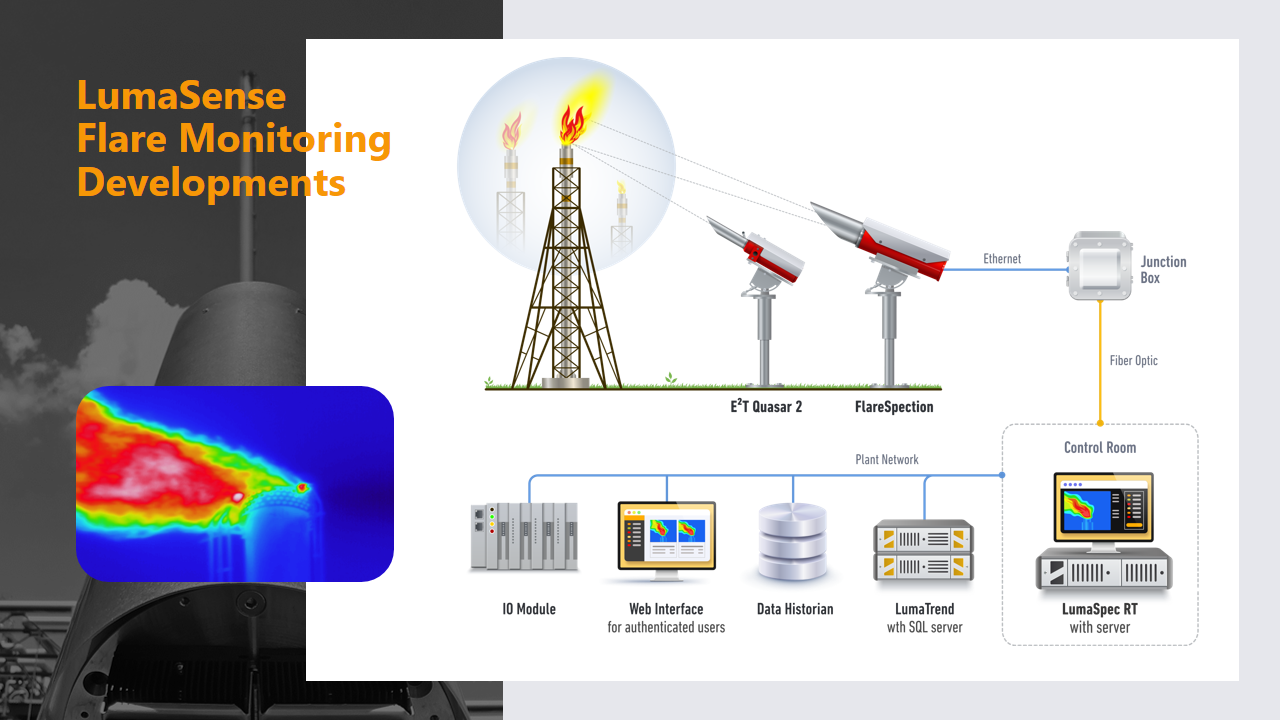 LumaSense
Flare Monitoring
Developments
Ethernet
Junction
Box
Fiber Optic
E²T Quasar 2
FlareSpection
Control Room
Plant Network
IO Module
Web Interface
for authenticated users
Data Historian
LumaTrend
wth SQL server
LumaSpec RT
with server